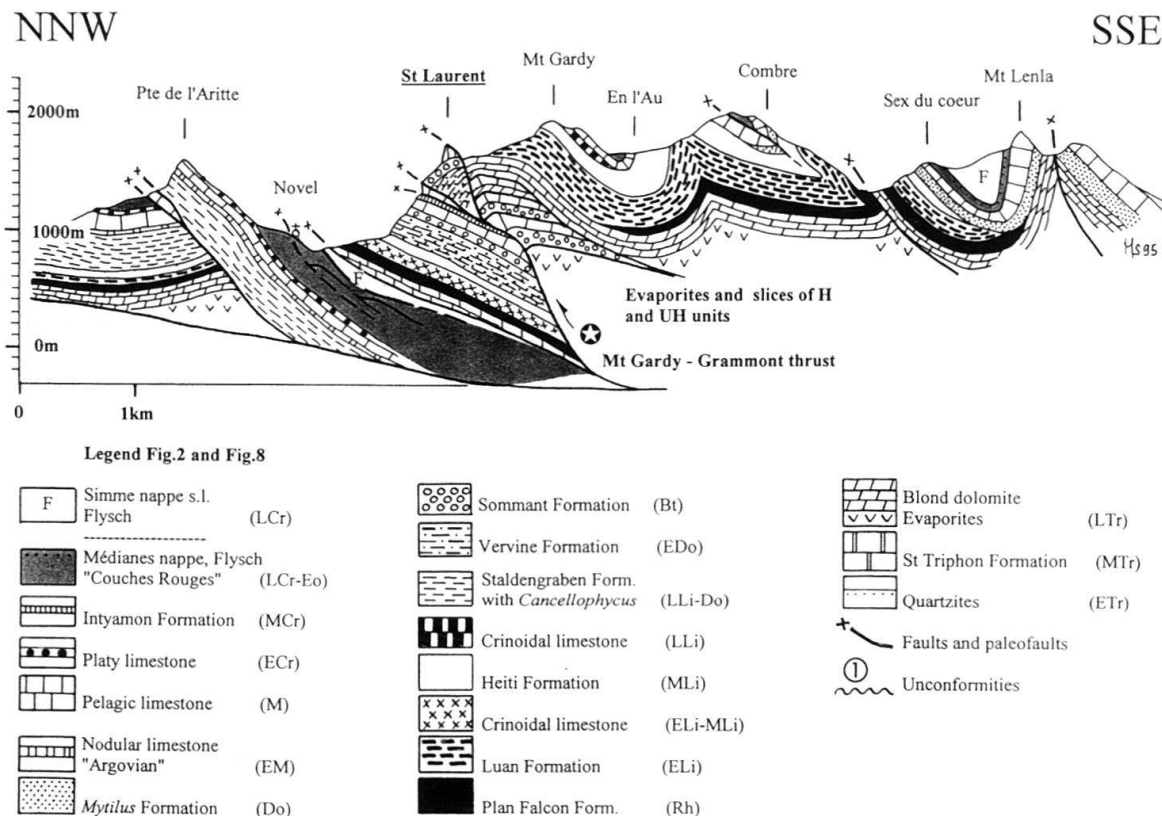 NNW
SSE
Mt Gardy
St Laurent
Combre
Mt Lenla
Pte de l'Aritte
En l'Au
Sex du coeur
2000m
Novel
F
1000m
F
Ms95
Evaporites and slices of H
and UH units
0m
Mt Gardy - Grammont thrust
0
1km
Legend Fig.2 and Fig.8
F
Simme nappe s.l.
Flysch (LCr)
Médianes nappe, Flysch
"Couches Rouges" (LCr-Eo)
Intyamon Formation (MCr)
Platy limestone (ECr)
Pelagic limestone (M)
Nodular limestone
"Argovian" (EM)
Mytilus Formation (Do)
Sommant Formation (Bt)
Vervine Formation (EDo)
Staldengraben Form.
with Cancellophycus (LLi-Do)
Crinoidal limestone (LLi)
Heiti Formation (MLi)
Crinoidal limestone (ELi-MLi)
Luan Formation (ELi)
Plan Falcon Form. (Rh)
Blond dolomite
Evaporites (LTr)
St Triphon Formation (MTr)
Quartzites (ETr)
Faults and paleofaults
1
Unconformities